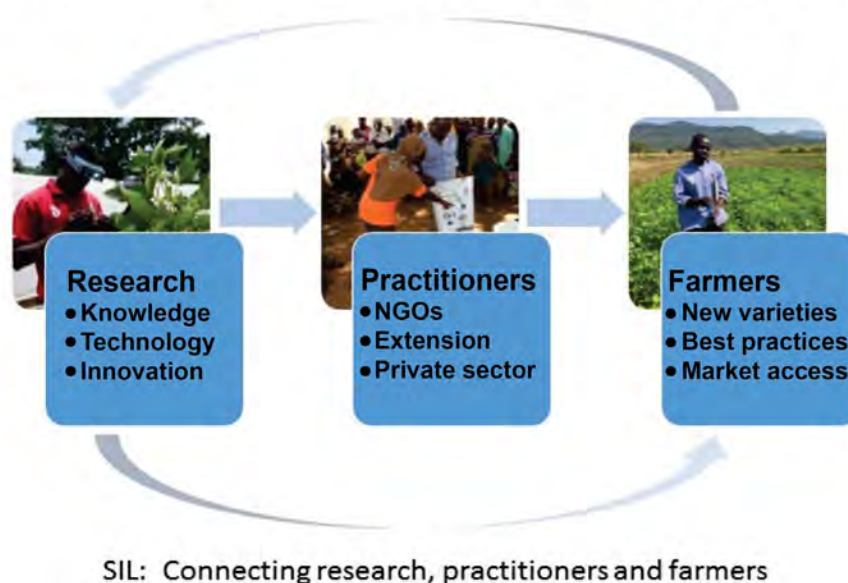 Research
• Knowledge
• Technology
• Innovation
Practitioners
• NGOs
• Extension
• Private sector
Farmers
• New varieties
• Best practices
• Market access
SIL: Connecting research, practitioners and farmers